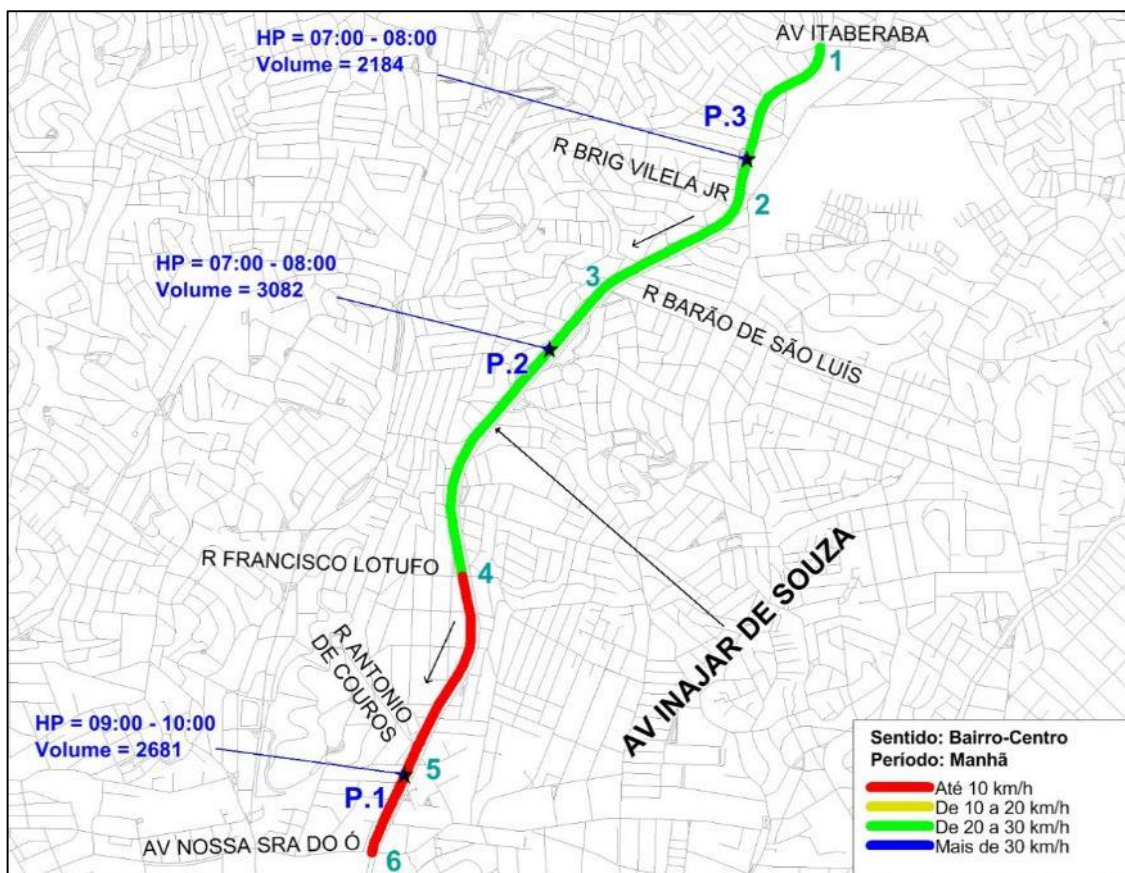 HP = 07:00 - 08:00
Volume = 2184
AV ITABERABA
1
P.3
R BRIG VILELA JR
2
HP = 07:00 - 08:00
Volume = 3082
3
R BARÃO DE SÃO LUÍS
P.2
R FRANCISCO LOTUFO
4
AV INAJAR DE SOUZA
R ANTONIO
DE COUROS
HP = 09:00 - 10:00
Volume = 2681
5
P.1
AV NOSSA SRA DO Ó
6
Sentido: Bairro-Centro
Período: Manhã
Até 10 km/h
De 10 a 20 km/h
De 20 a 30 km/h
Mais de 30 km/h